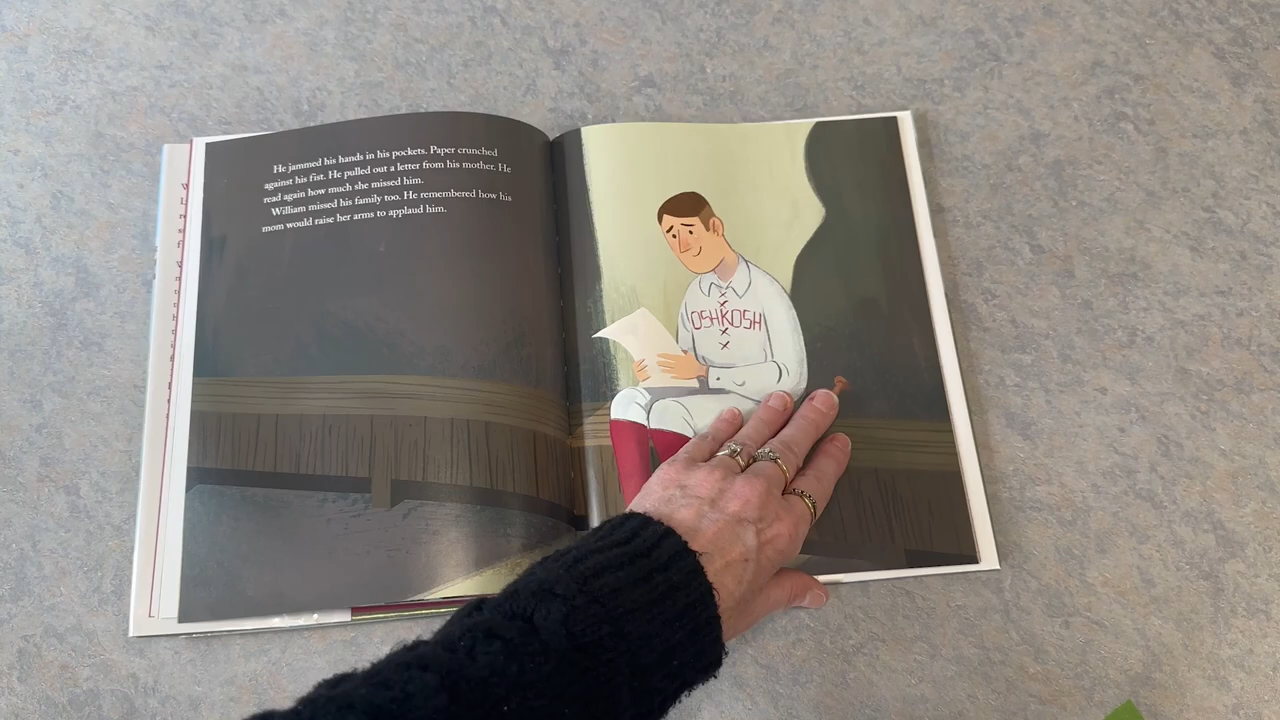 He jammed his hands in his pockets. Paper crunched
against his fist. He pulled out a letter from his mother. He
read again how much she missed him.
William missed his family too. He remembered how his
mom would raise her arms to applaud him.
OSHKOSH